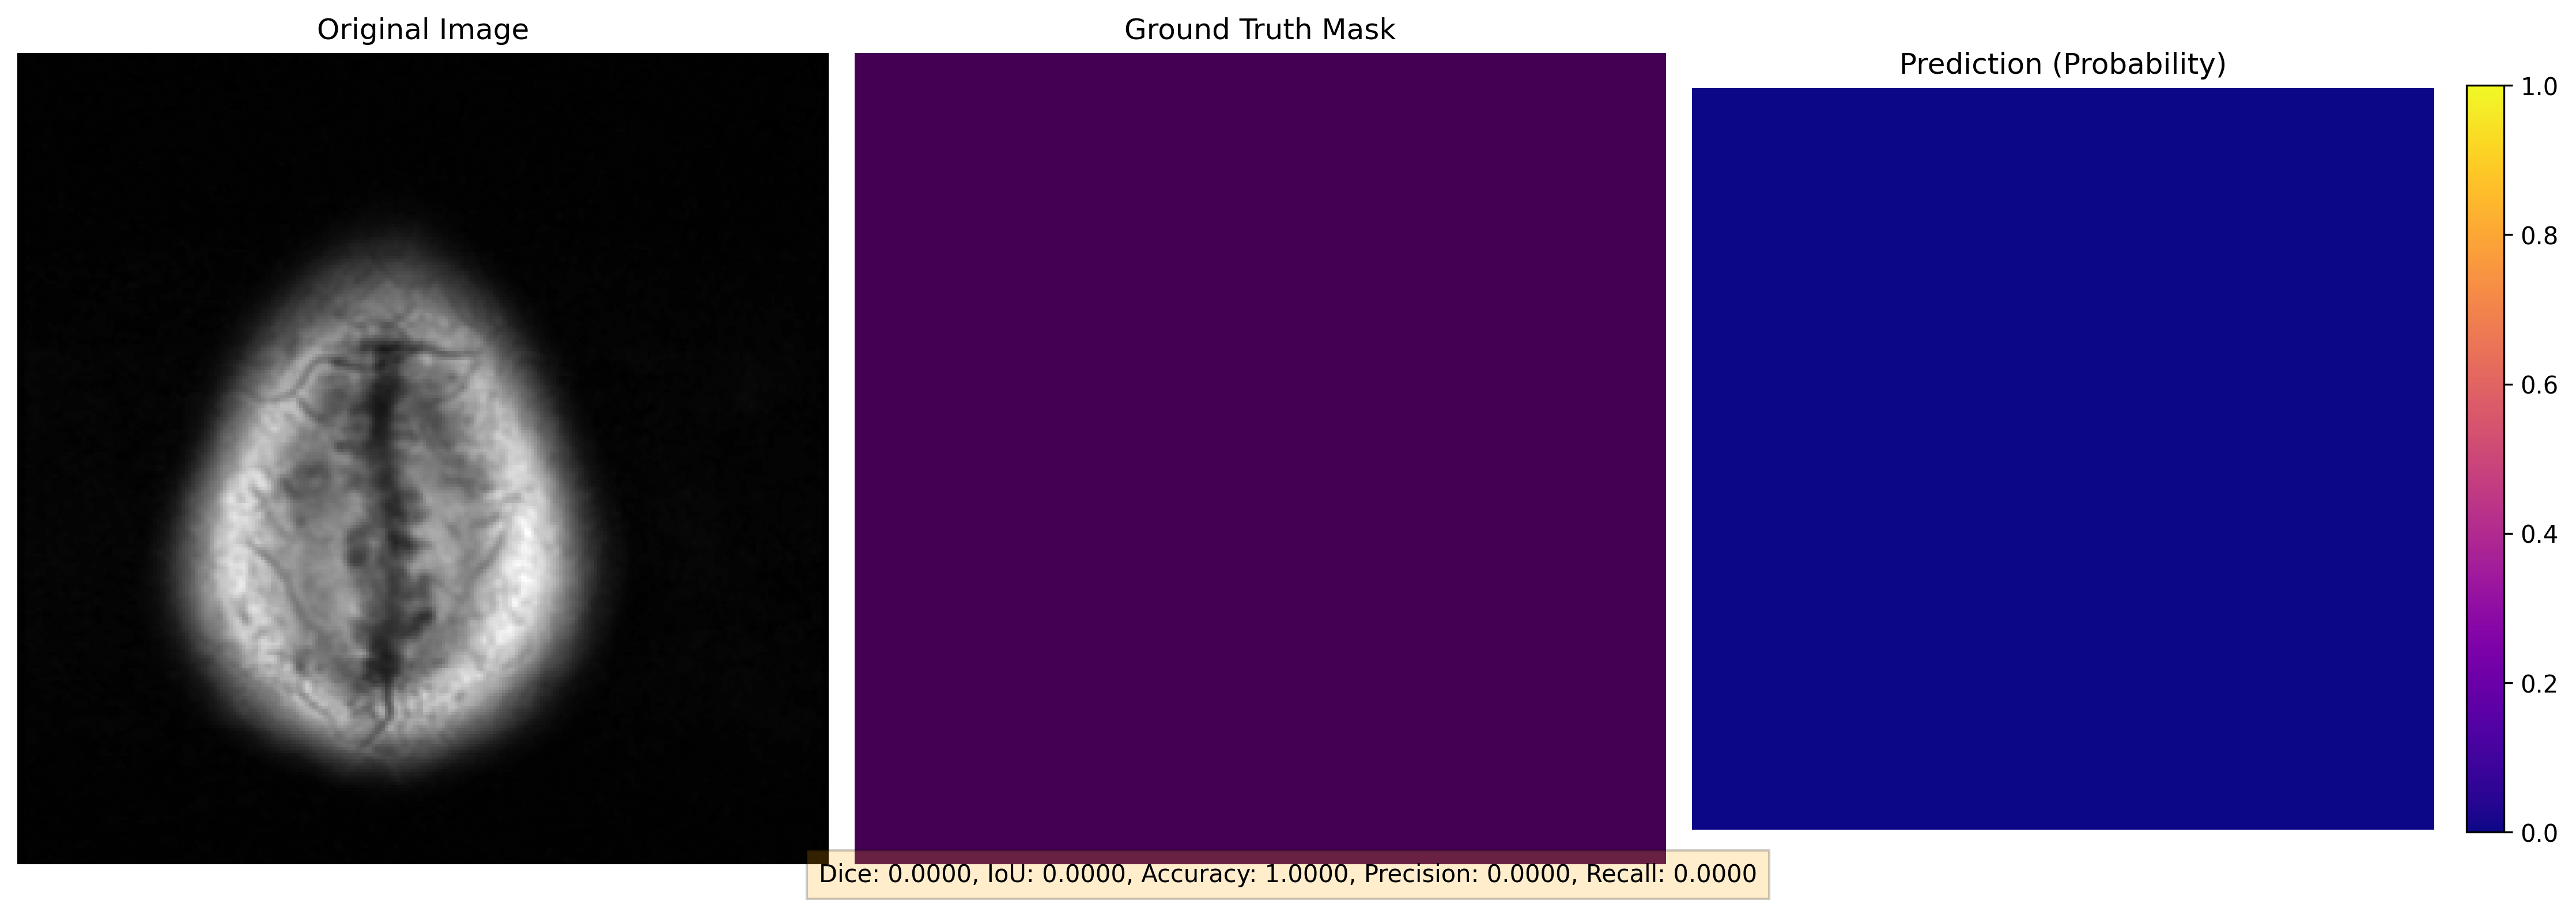 Original Image
Ground Truth Mask
Prediction (Probability)
1.0
0.8
0.6
0.4
0.2
0.0
Dice: 0.0000, IoU: 0.0000, Accuracy: 1.0000, Precision: 0.0000, Recall: 0.0000